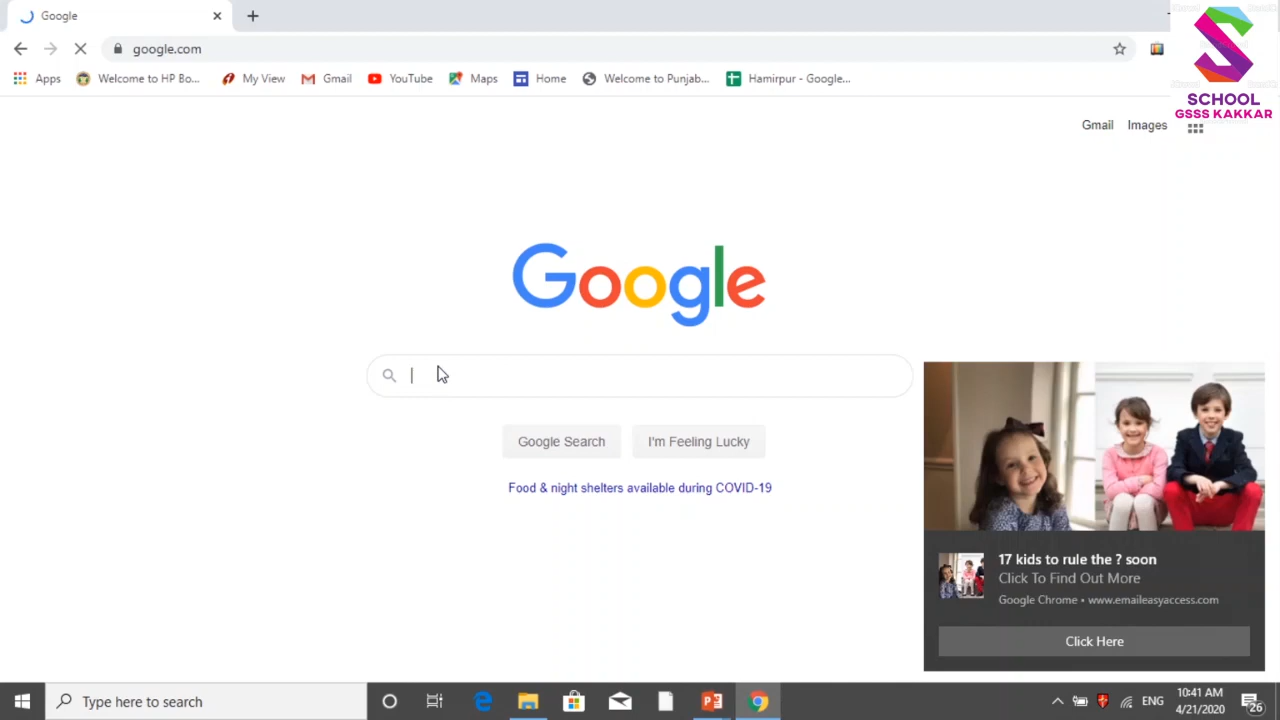 Google
google.com
Apps Welcome to HP Bo... My View Gmail YouTube Maps Home Welcome to Punjab... Hamirpur - Google...
SCHOOL
GSSS KAKKAR
Gmail Images
Google
Google Search I'm Feeling Lucky
Food & night shelters available during COVID-19
17 kids to rule the ? soon
Click To Find Out More
Google Chrome • www.emaileasyaccess.com
Click Here
Type here to search
ENG
10:41 AM
4/21/2020
26